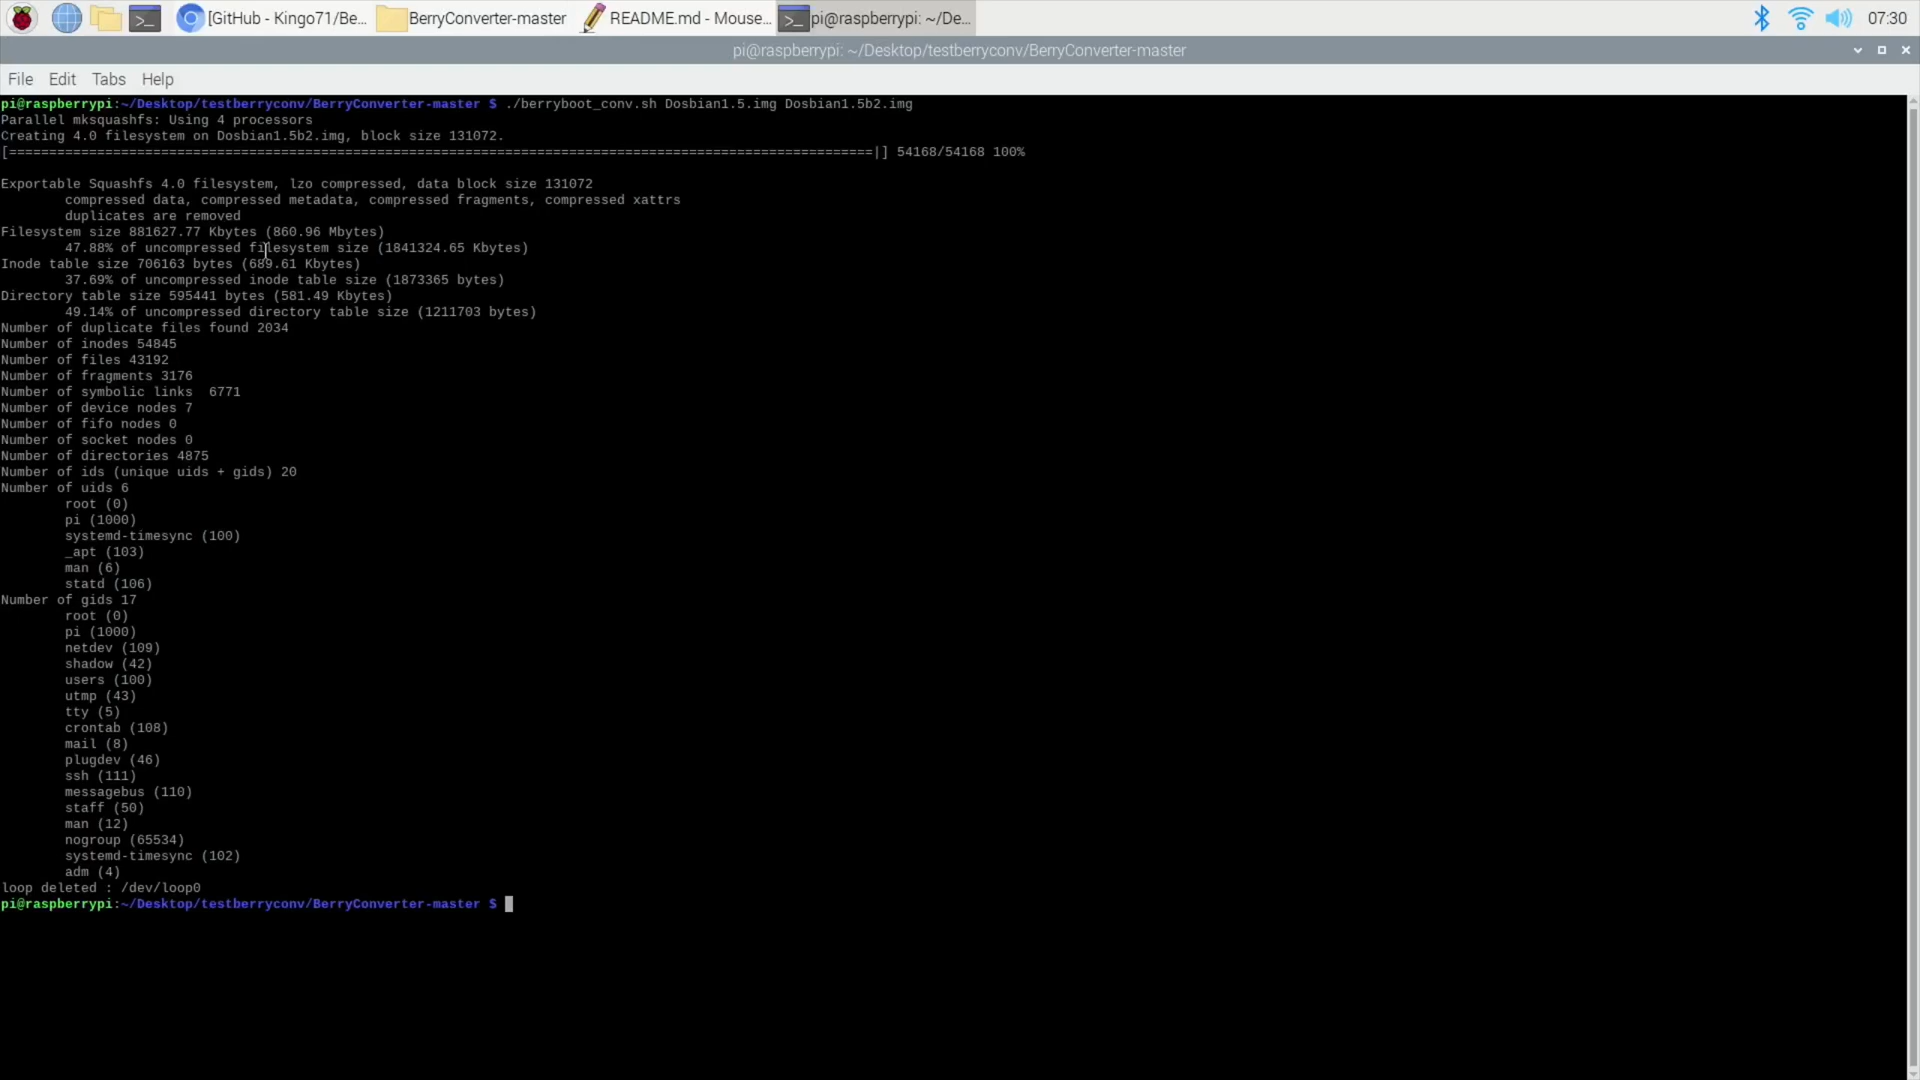 [GitHub - Kingo71/Be... BerryConverter-master README.md - Mouse... pi@raspberrypi: ~/De... 07:30
pi@raspberrypi: ~/Desktop/testberryconv/BerryConverter-master
File Edit Tabs Help
pi@raspberrypi:~/Desktop/testberryconv/BerryConverter-master $ ./berryboot_conv.sh Dosbian1.5.img Dosbian1.5b2.img
Parallel mksquashfs: Using 4 processors
Creating 4.0 filesystem on Dosbian1.5b2.img, block size 131072.
[============================================================================================================|] 54168/54168 100%
Exportable Squashfs 4.0 filesystem, lzo compressed, data block size 131072
compressed data, compressed metadata, compressed fragments, compressed xattrs
duplicates are removed
Filesystem size 881627.77 Kbytes (860.96 Mbytes)
47.88% of uncompressed filesystem size (1841324.65 Kbytes)
Inode table size 706163 bytes (689.61 Kbytes)
37.69% of uncompressed inode table size (1873365 bytes)
Directory table size 595441 bytes (581.49 Kbytes)
49.14% of uncompressed directory table size (1211703 bytes)
Number of duplicate files found 2034
Number of inodes 54845
Number of files 43192
Number of fragments 3176
Number of symbolic links  6771
Number of device nodes 7
Number of fifo nodes 0
Number of socket nodes 0
Number of directories 4875
Number of ids (unique uids + gids) 20
Number of uids 6
root (0)
pi (1000)
systemd-timesync (100)
_apt (103)
man (6)
statd (106)
Number of gids 17
root (0)
pi (1000)
netdev (109)
shadow (42)
users (100)
utmp (43)
tty (5)
crontab (108)
mail (8)
plugdev (46)
ssh (111)
messagebus (110)
staff (50)
man (12)
nogroup (65534)
systemd-timesync (102)
adm (4)
loop deleted : /dev/loop0
pi@raspberrypi:~/Desktop/testberryconv/BerryConverter-master $